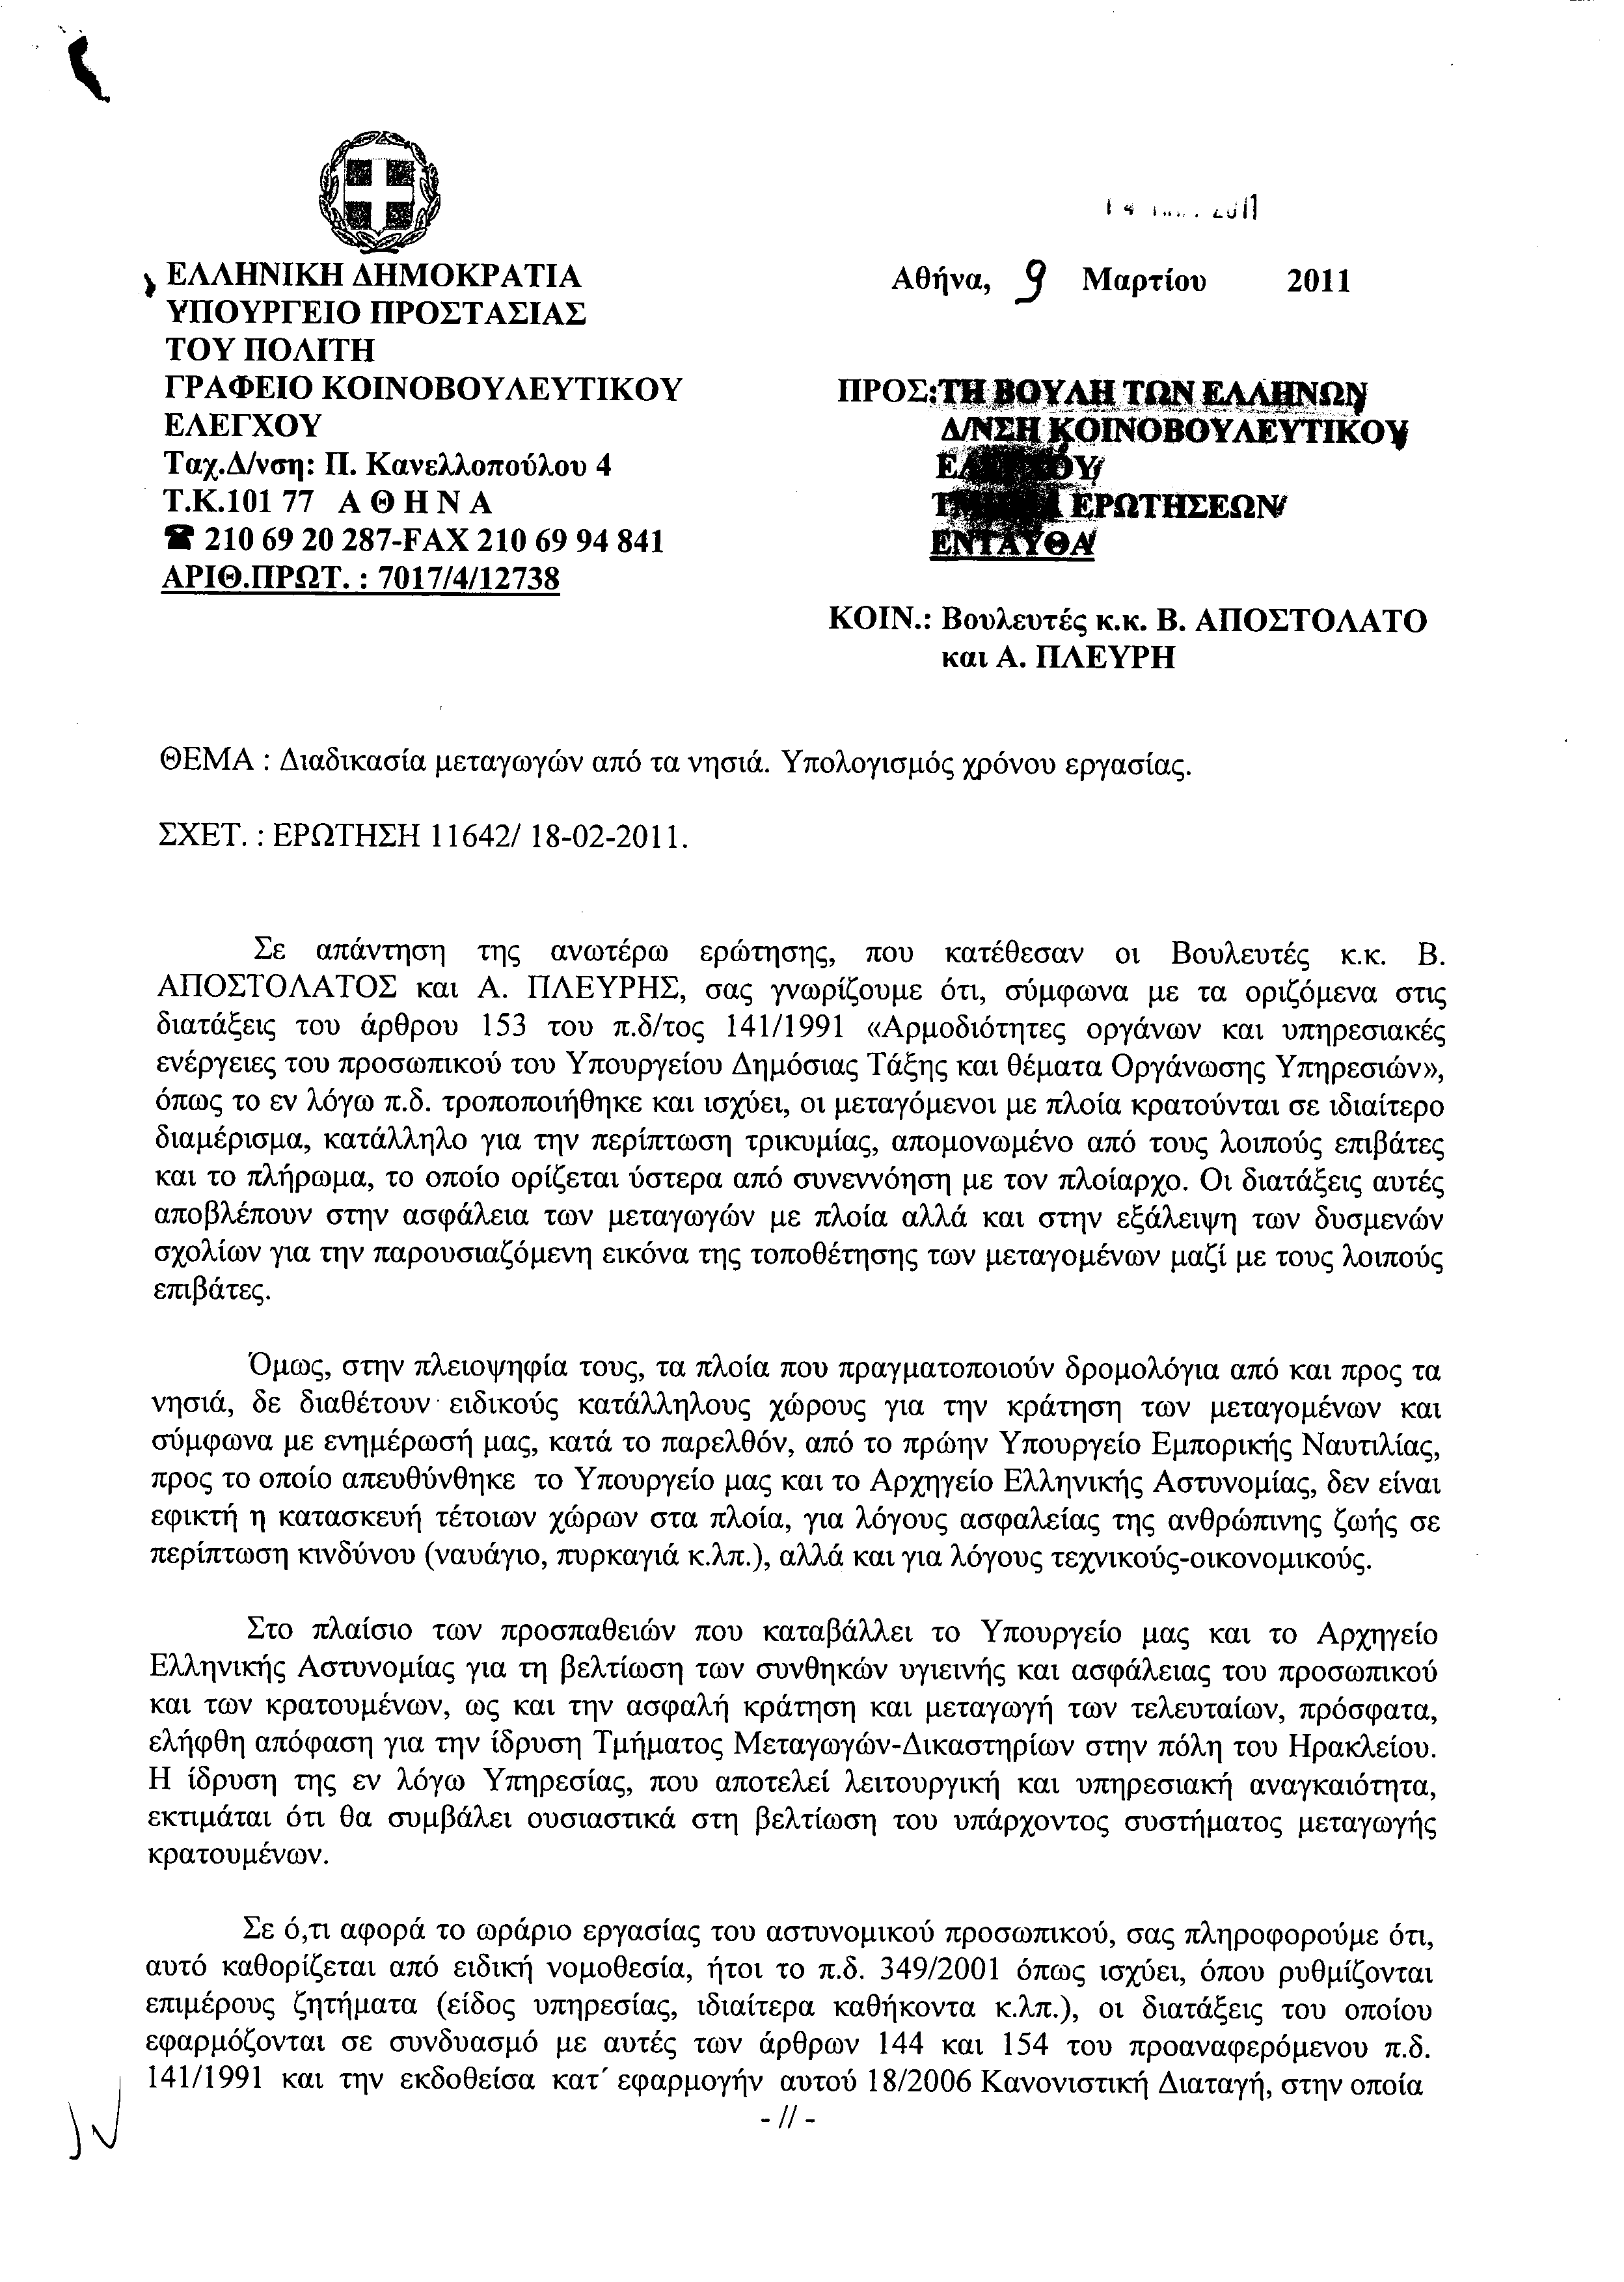 2011
ΕΛΛΗΝΙΚΗ ΔΗΜΟΚΡΑΤΙΑ
ΥΠΟΥΡΓΕΙΟ ΠΡΟΣΤΑΣΙΑΣ
ΤΟΥ ΠΟΛΙΤΗ
ΓΡΑΦΕΙΟ ΚΟΙΝΟΒΟΥΛΕΥΤΙΚΟΥ
ΕΛΕΓΧΟΥ
Ταχ.Δ/νση: Π. Κανελλοπούλου 4
Τ.Κ.101 77 Α Θ Η Ν Α
☎ 210 69 20 287-FAX 210 69 94 841
ΑΡΙΘ.ΠΡΩΤ. : 7017/4/12738
Αθήνα, 9 Μαρτίου 2011
ΠΡΟΣ:ΤΗ ΒΟΥΛΗ ΤΩΝ ΕΛΛΗΝΩΝ
Δ/ΝΣΗ ΚΟΙΝΟΒΟΥΛΕΥΤΙΚΟΥ
ΕΛΕΓΧΟΥ
ΤΜΗΜΑ ΕΡΩΤΗΣΕΩΝ
ΕΝΤΑΥΘΑ
ΚΟΙΝ.: Βουλευτές κ.κ. Β. ΑΠΟΣΤΟΛΑΤΟ
και Α. ΠΛΕΥΡΗ
ΘΕΜΑ : Διαδικασία μεταγωγών από τα νησιά. Υπολογισμός χρόνου εργασίας.
ΣΧΕΤ. : ΕΡΩΤΗΣΗ 11642/ 18-02-2011.
Σε απάντηση της ανωτέρω ερώτησης, που κατέθεσαν οι Βουλευτές κ.κ. Β.
ΑΠΟΣΤΟΛΑΤΟΣ και Α. ΠΛΕΥΡΗΣ, σας γνωρίζουμε ότι, σύμφωνα με τα οριζόμενα στις
διατάξεις του άρθρου 153 του π.δ/τος 141/1991 «Αρμοδιότητες οργάνων και υπηρεσιακές
ενέργειες του προσωπικού του Υπουργείου Δημόσιας Τάξης και θέματα Οργάνωσης Υπηρεσιών»,
όπως το εν λόγω π.δ. τροποποιήθηκε και ισχύει, οι μεταγόμενοι με πλοία κρατούνται σε ιδιαίτερο
διαμέρισμα, κατάλληλο για την περίπτωση τρικυμίας, απομονωμένο από τους λοιπούς επιβάτες
και το πλήρωμα, το οποίο ορίζεται ύστερα από συνεννόηση με τον πλοίαρχο. Οι διατάξεις αυτές
αποβλέπουν στην ασφάλεια των μεταγωγών με πλοία αλλά και στην εξάλειψη των δυσμενών
σχολίων για την παρουσιαζόμενη εικόνα της τοποθέτησης των μεταγομένων μαζί με τους λοιπούς
επιβάτες.
Όμως, στην πλειοψηφία τους, τα πλοία που πραγματοποιούν δρομολόγια από και προς τα
νησιά, δε διαθέτουν ειδικούς κατάλληλους χώρους για την κράτηση των μεταγομένων και
σύμφωνα με ενημέρωσή μας, κατά το παρελθόν, από το πρώην Υπουργείο Εμπορικής Ναυτιλίας,
προς το οποίο απευθύνθηκε το Υπουργείο μας και το Αρχηγείο Ελληνικής Αστυνομίας, δεν είναι
εφικτή η κατασκευή τέτοιων χώρων στα πλοία, για λόγους ασφαλείας της ανθρώπινης ζωής σε
περίπτωση κινδύνου (ναυάγιο, πυρκαγιά κ.λπ.), αλλά και για λόγους τεχνικούς-οικονομικούς.
Στο πλαίσιο των προσπαθειών που καταβάλλει το Υπουργείο μας και το Αρχηγείο
Ελληνικής Αστυνομίας για τη βελτίωση των συνθηκών υγιεινής και ασφάλειας του προσωπικού
και των κρατουμένων, ως και την ασφαλή κράτηση και μεταγωγή των τελευταίων, πρόσφατα,
ελήφθη απόφαση για την ίδρυση Τμήματος Μεταγωγών-Δικαστηρίων στην πόλη του Ηρακλείου.
Η ίδρυση της εν λόγω Υπηρεσίας, που αποτελεί λειτουργική και υπηρεσιακή αναγκαιότητα,
εκτιμάται ότι θα συμβάλει ουσιαστικά στη βελτίωση του υπάρχοντος συστήματος μεταγωγής
κρατουμένων.
Σε ό,τι αφορά το ωράριο εργασίας του αστυνομικού προσωπικού, σας πληροφορούμε ότι,
αυτό καθορίζεται από ειδική νομοθεσία, ήτοι το π.δ. 349/2001 όπως ισχύει, όπου ρυθμίζονται
επιμέρους ζητήματα (είδος υπηρεσίας, ιδιαίτερα καθήκοντα κ.λπ.), οι διατάξεις του οποίου
εφαρμόζονται σε συνδυασμό με αυτές των άρθρων 144 και 154 του προαναφερόμενου π.δ.
141/1991 και την εκδοθείσα κατ΄ εφαρμογήν αυτού 18/2006 Κανονιστική Διαταγή, στην οποία
- // -